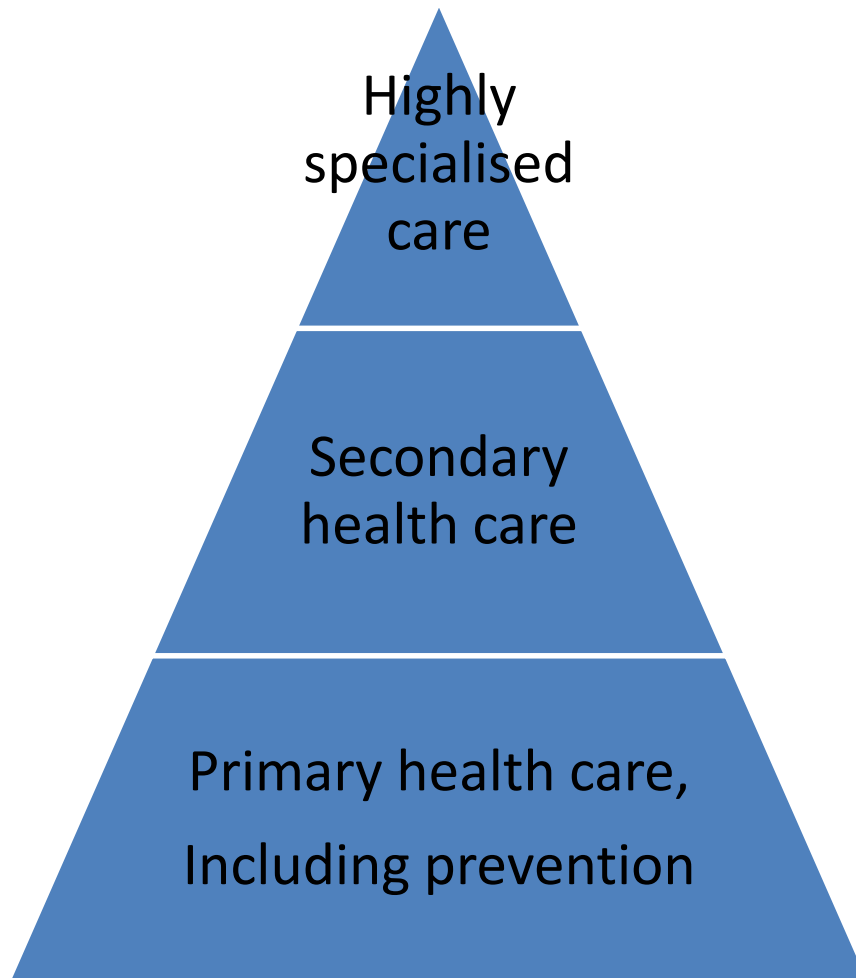 Highly
specialised
care
Secondary
health care
Primary health care,
Including prevention